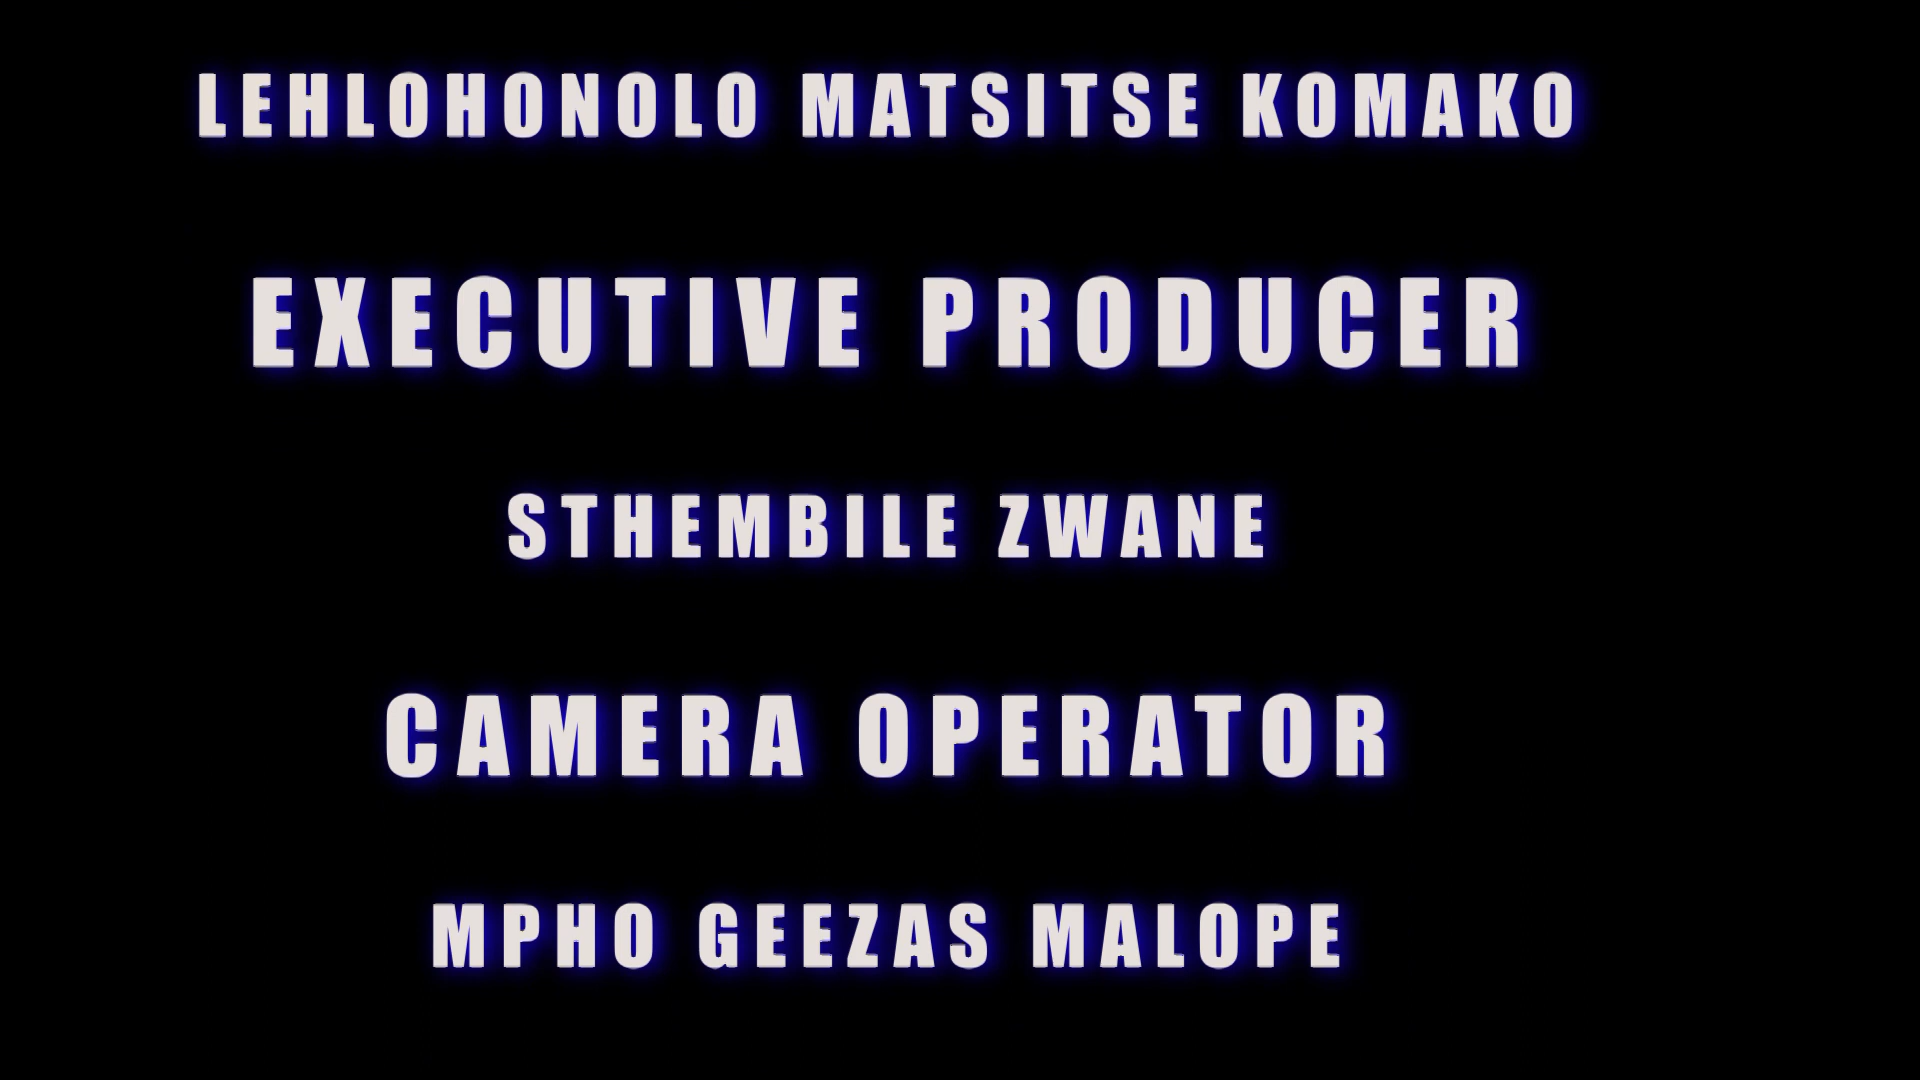 LEHLOHONOLO MATSITSE KOMAKO
EXECUTIVE PRODUCER
STHEMBILE ZWANE
CAMERA OPERATOR
MPHO GEEZAS MALOPE